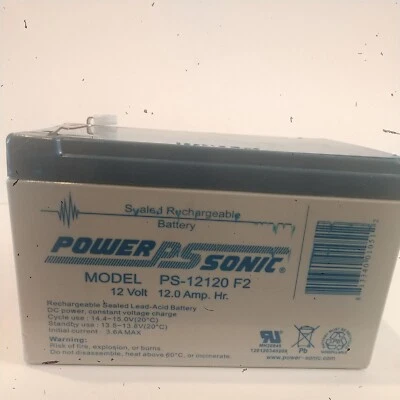 Sealed Rechargeable
Battery
POWER PS SONIC®
MODEL PS-12120 F2
12 Volt 12.0 Amp. Hr.
Rechargeable Sealed Lead-Acid Battery
DC power, constant voltage charge
Cycle use : 14.4-15.0V(20°C)
Standby use : 13.5-13.8V(20°C)
Initial current : 3.6A MAX
Warning:
Risk of fire, explosion, or burns.
Do not disassemble, heat above 60°C, or incinerate.
Pb
www.power-sonic.com